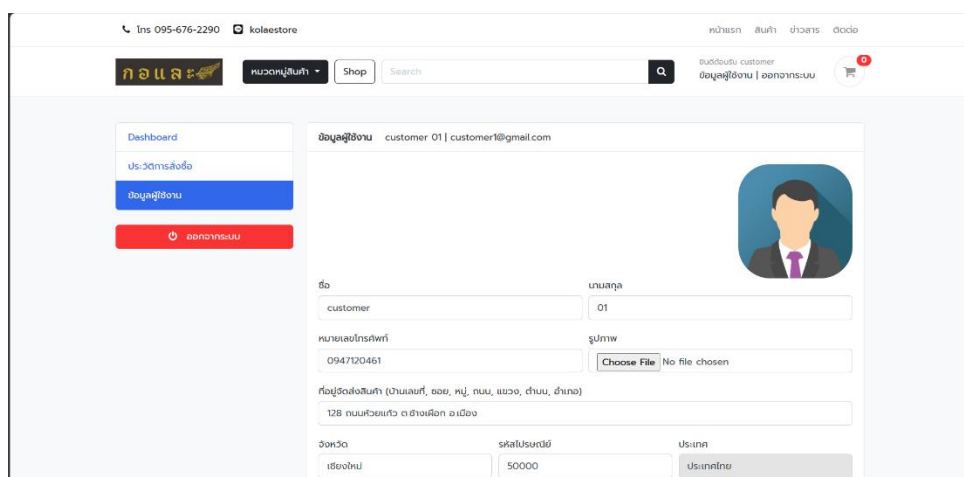 โทร 095-676-2290 kolaestore หน้าแรก สินค้า ข่าวสาร ติดต่อ
กอและ หมวดหมู่สินค้า Shop Search ยินดีต้อนรับ customer 0
ข้อมูลผู้ใช้งาน | ออกจากระบบ
Dashboard ข้อมูลผู้ใช้งาน customer 01 | customer1@gmail.com
ประวัติการสั่งซื้อ
ข้อมูลผู้ใช้งาน
ออกจากระบบ
ชื่อ นามสกุล
customer 01
หมายเลขโทรศัพท์ รูปภาพ
0947120461 Choose File No file chosen
ที่อยู่จัดส่งสินค้า (บ้านเลขที่, ซอย, หมู่, ถนน, แขวง, ตำบน, อำเภอ)
128 ถนนห้วยแก้ว ต.ช้างเผือก อ.เมือง
จังหวัด รหัสไปรษณีย์ ประเทศ
เชียงใหม่ 50000 ประเทศไทย